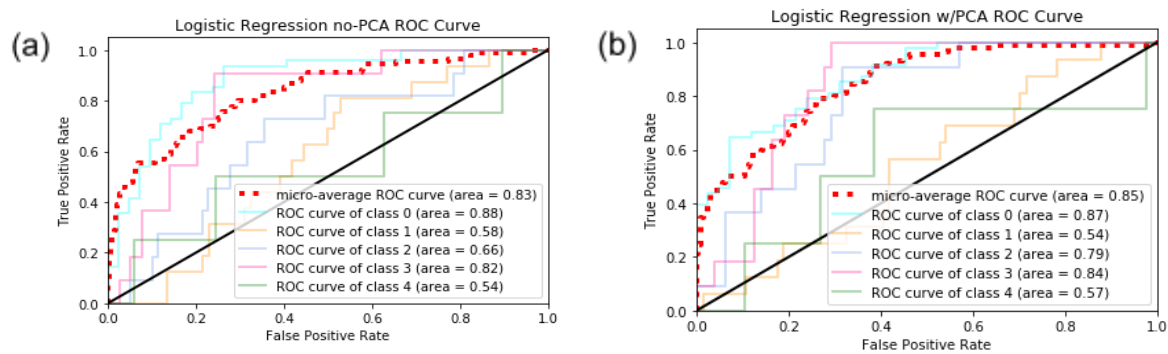 (a)
Logistic Regression no-PCA ROC Curve
True Positive Rate
1.0
0.8
0.6
0.4
0.2
0.0
micro-average ROC curve (area = 0.83)
ROC curve of class 0 (area = 0.88)
ROC curve of class 1 (area = 0.58)
ROC curve of class 2 (area = 0.66)
ROC curve of class 3 (area = 0.82)
ROC curve of class 4 (area = 0.54)
0.0 0.2 0.4 0.6 0.8 1.0
False Positive Rate
(b)
Logistic Regression w/PCA ROC Curve
True Positive Rate
1.0
0.8
0.6
0.4
0.2
0.0
micro-average ROC curve (area = 0.85)
ROC curve of class 0 (area = 0.87)
ROC curve of class 1 (area = 0.54)
ROC curve of class 2 (area = 0.79)
ROC curve of class 3 (area = 0.84)
ROC curve of class 4 (area = 0.57)
0.0 0.2 0.4 0.6 0.8 1.0
False Positive Rate